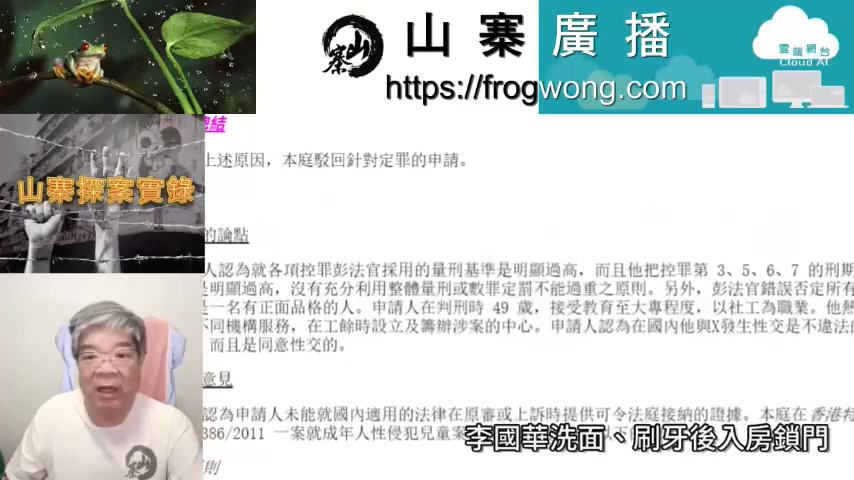 山寨廣播
https://frogwong.com
雲端網台
Cloud AI
山寨
山寨探案實錄
總結
上述原因，本庭駁回針對定罪的申請。
的論點
人認為就各項控罪彭法官採用的量刑基準是明顯過高，而且他把控罪第 3、5、6、7 的刑期
是明顯過高，沒有充分利用整體量刑或數罪定罰不能過重之原則。另外，彭法官錯誤否定所有
是一名有正面品格的人。申請人在判刑時 49 歲，接受教育至大專程度，以社工為職業。他熱
不同機構服務，在工餘時設立及籌辦涉案的中心。申請人認為在國內他與X發生性交是不違法的
，而且是同意性交的。
意見
認為申請人未能就國內適用的法律在原審或上訴時提供可令法庭接納的證據。本庭在 香港特
386/2011 一案就成年人性侵犯兒童案
李國華洗面、刷牙後入房鎖門
則
山寨